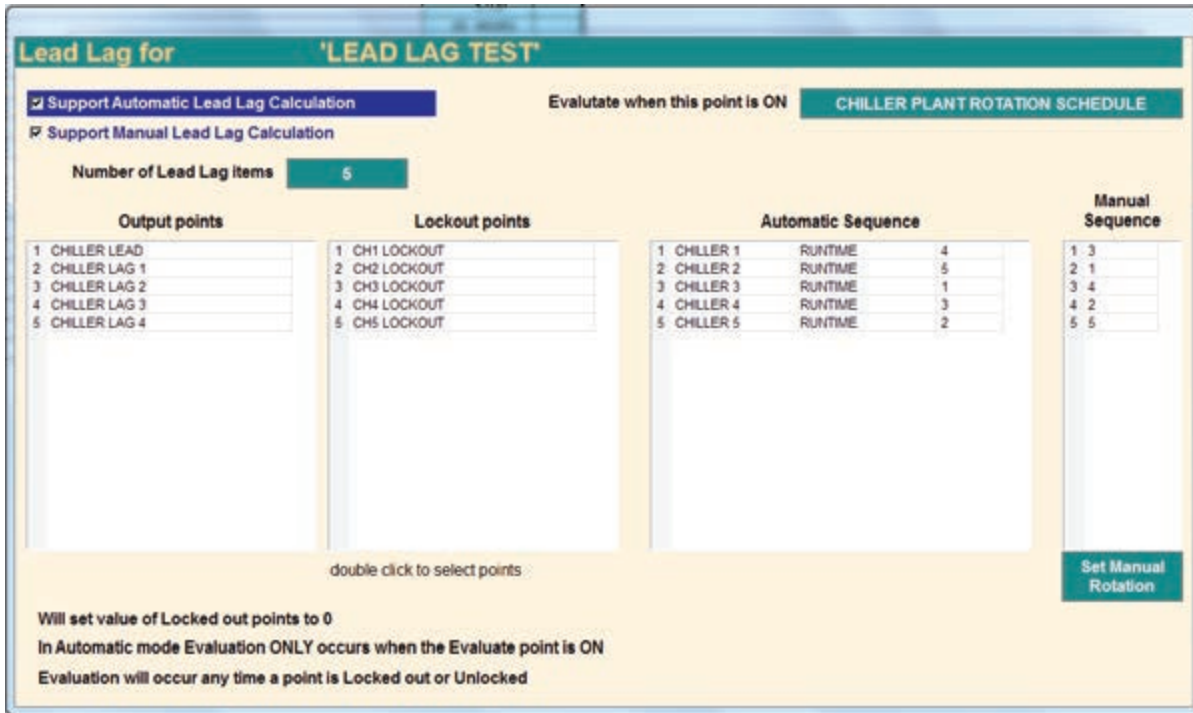 Lead Lag for 'LEAD LAG TEST'
Support Automatic Lead Lag Calculation
Evalutate when this point is ON CHILLER PLANT ROTATION SCHEDULE
Support Manual Lead Lag Calculation
Number of Lead Lag items 5
Output points
1 CHILLER LEAD
2 CHILLER LAG 1
3 CHILLER LAG 2
4 CHILLER LAG 3
5 CHILLER LAG 4
Lockout points
1 CH1 LOCKOUT
2 CH2 LOCKOUT
3 CH3 LOCKOUT
4 CH4 LOCKOUT
5 CH5 LOCKOUT
double click to select points
Automatic Sequence
1 CHILLER 1 RUNTIME 4
2 CHILLER 2 RUNTIME 5
3 CHILLER 3 RUNTIME 1
4 CHILLER 4 RUNTIME 3
5 CHILLER 5 RUNTIME 2
Manual
Sequence
1 3
2 1
3 4
4 2
5 5
Set Manual
Rotation
Will set value of Locked out points to 0
In Automatic mode Evaluation ONLY occurs when the Evaluate point is ON
Evaluation will occur any time a point is Locked out or Unlocked